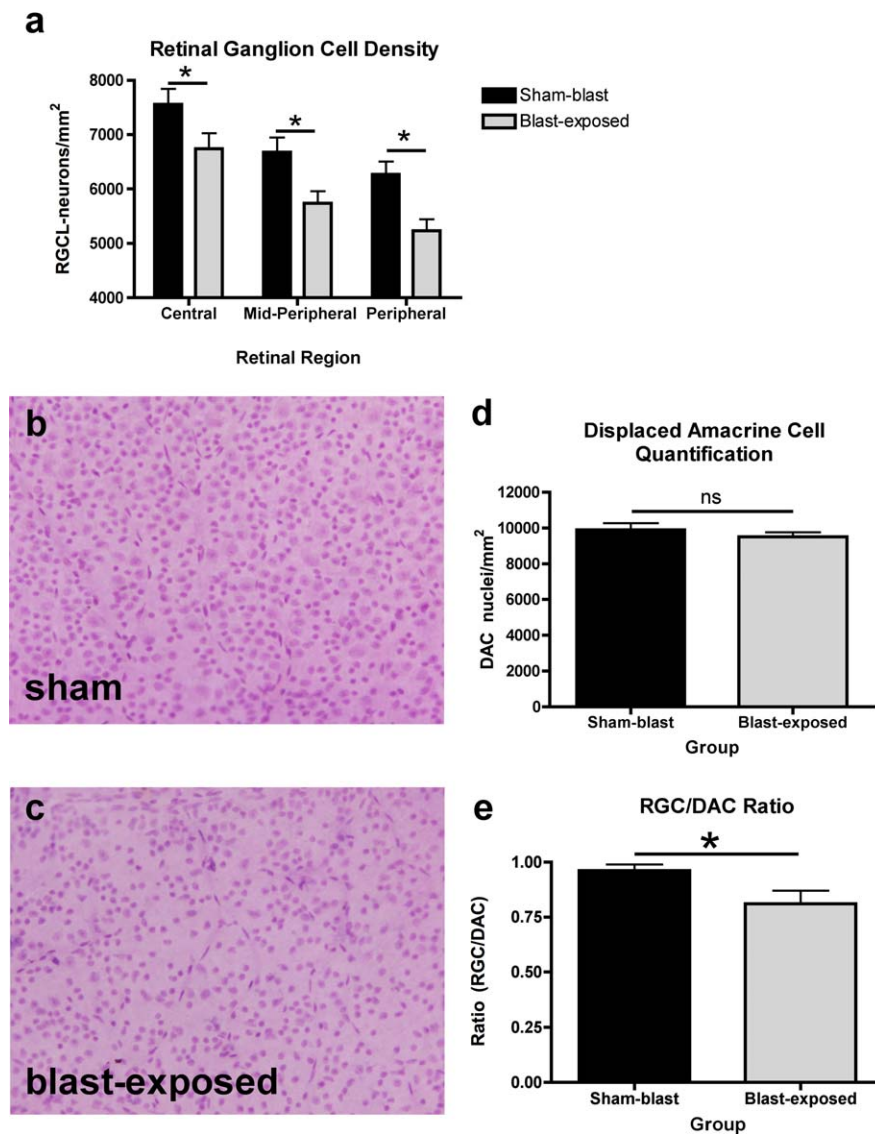 a
Retinal Ganglion Cell Density
RGCL-neurons/mm²
8000
7000
6000
5000
4000
*
*
*
Central Mid-Peripheral Peripheral
Retinal Region
Sham-blast
Blast-exposed
b
sham
c
blast-exposed
d
Displaced Amacrine Cell
Quantification
DAC nuclei/mm²
12000
10000
8000
6000
4000
2000
0
ns
Sham-blast Blast-exposed
Group
e
RGC/DAC Ratio
Ratio (RGC/DAC)
1.00
0.75
0.50
0.25
0.00
*
Sham-blast Blast-exposed
Group